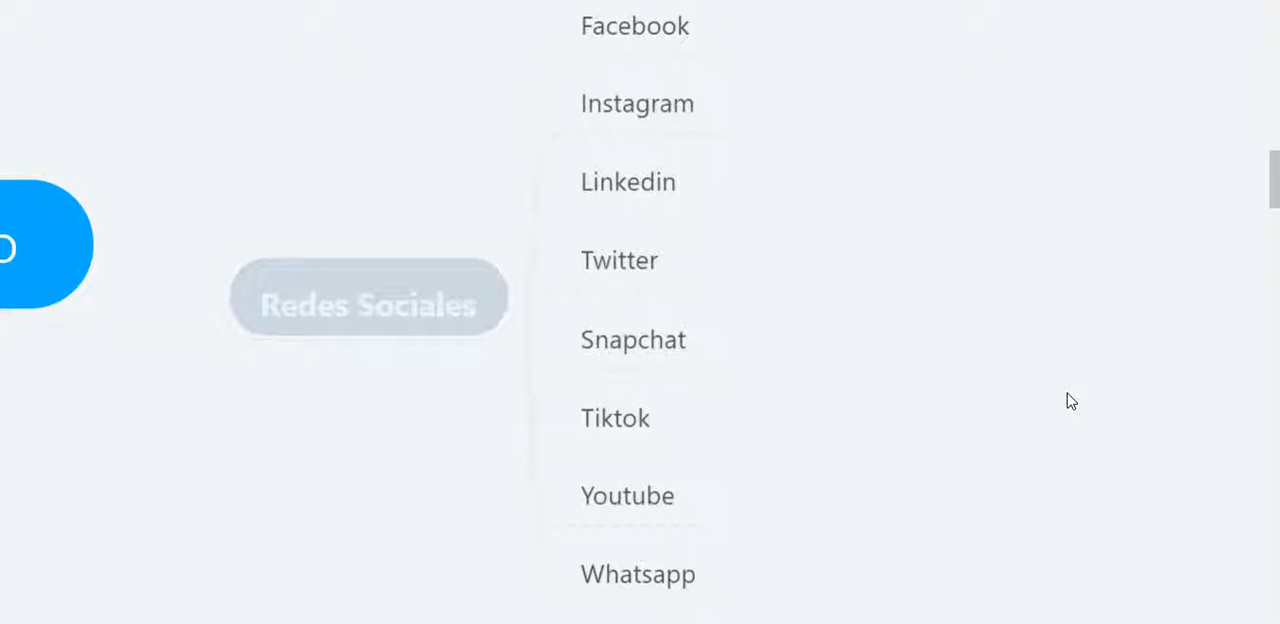 Facebook
Instagram
Linkedin
Twitter
Redes Sociales
Snapchat
Tiktok
Youtube
Whatsapp